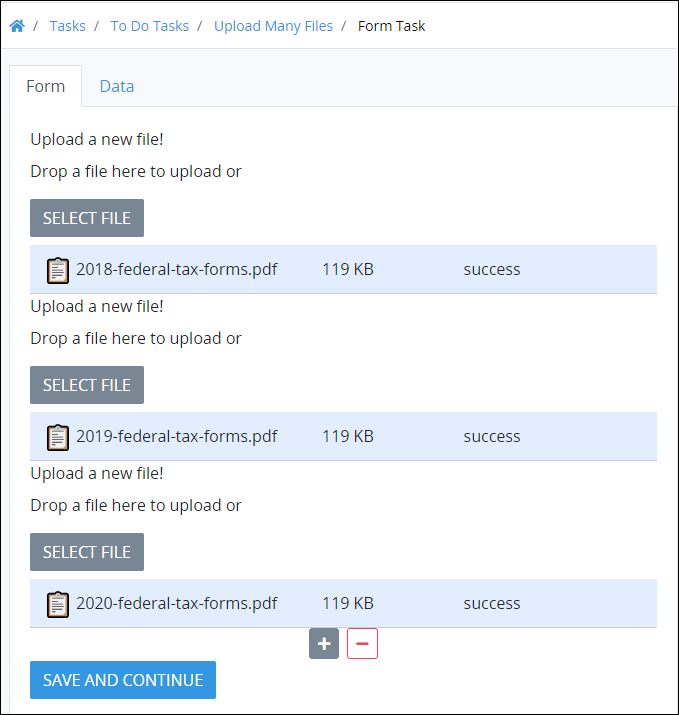 / Tasks / To Do Tasks / Upload Many Files / Form Task
Form Data
Upload a new file!
Drop a file here to upload or
SELECT FILE
2018-federal-tax-forms.pdf 119 KB success
Upload a new file!
Drop a file here to upload or
SELECT FILE
2019-federal-tax-forms.pdf 119 KB success
Upload a new file!
Drop a file here to upload or
SELECT FILE
2020-federal-tax-forms.pdf 119 KB success
+ −
SAVE AND CONTINUE